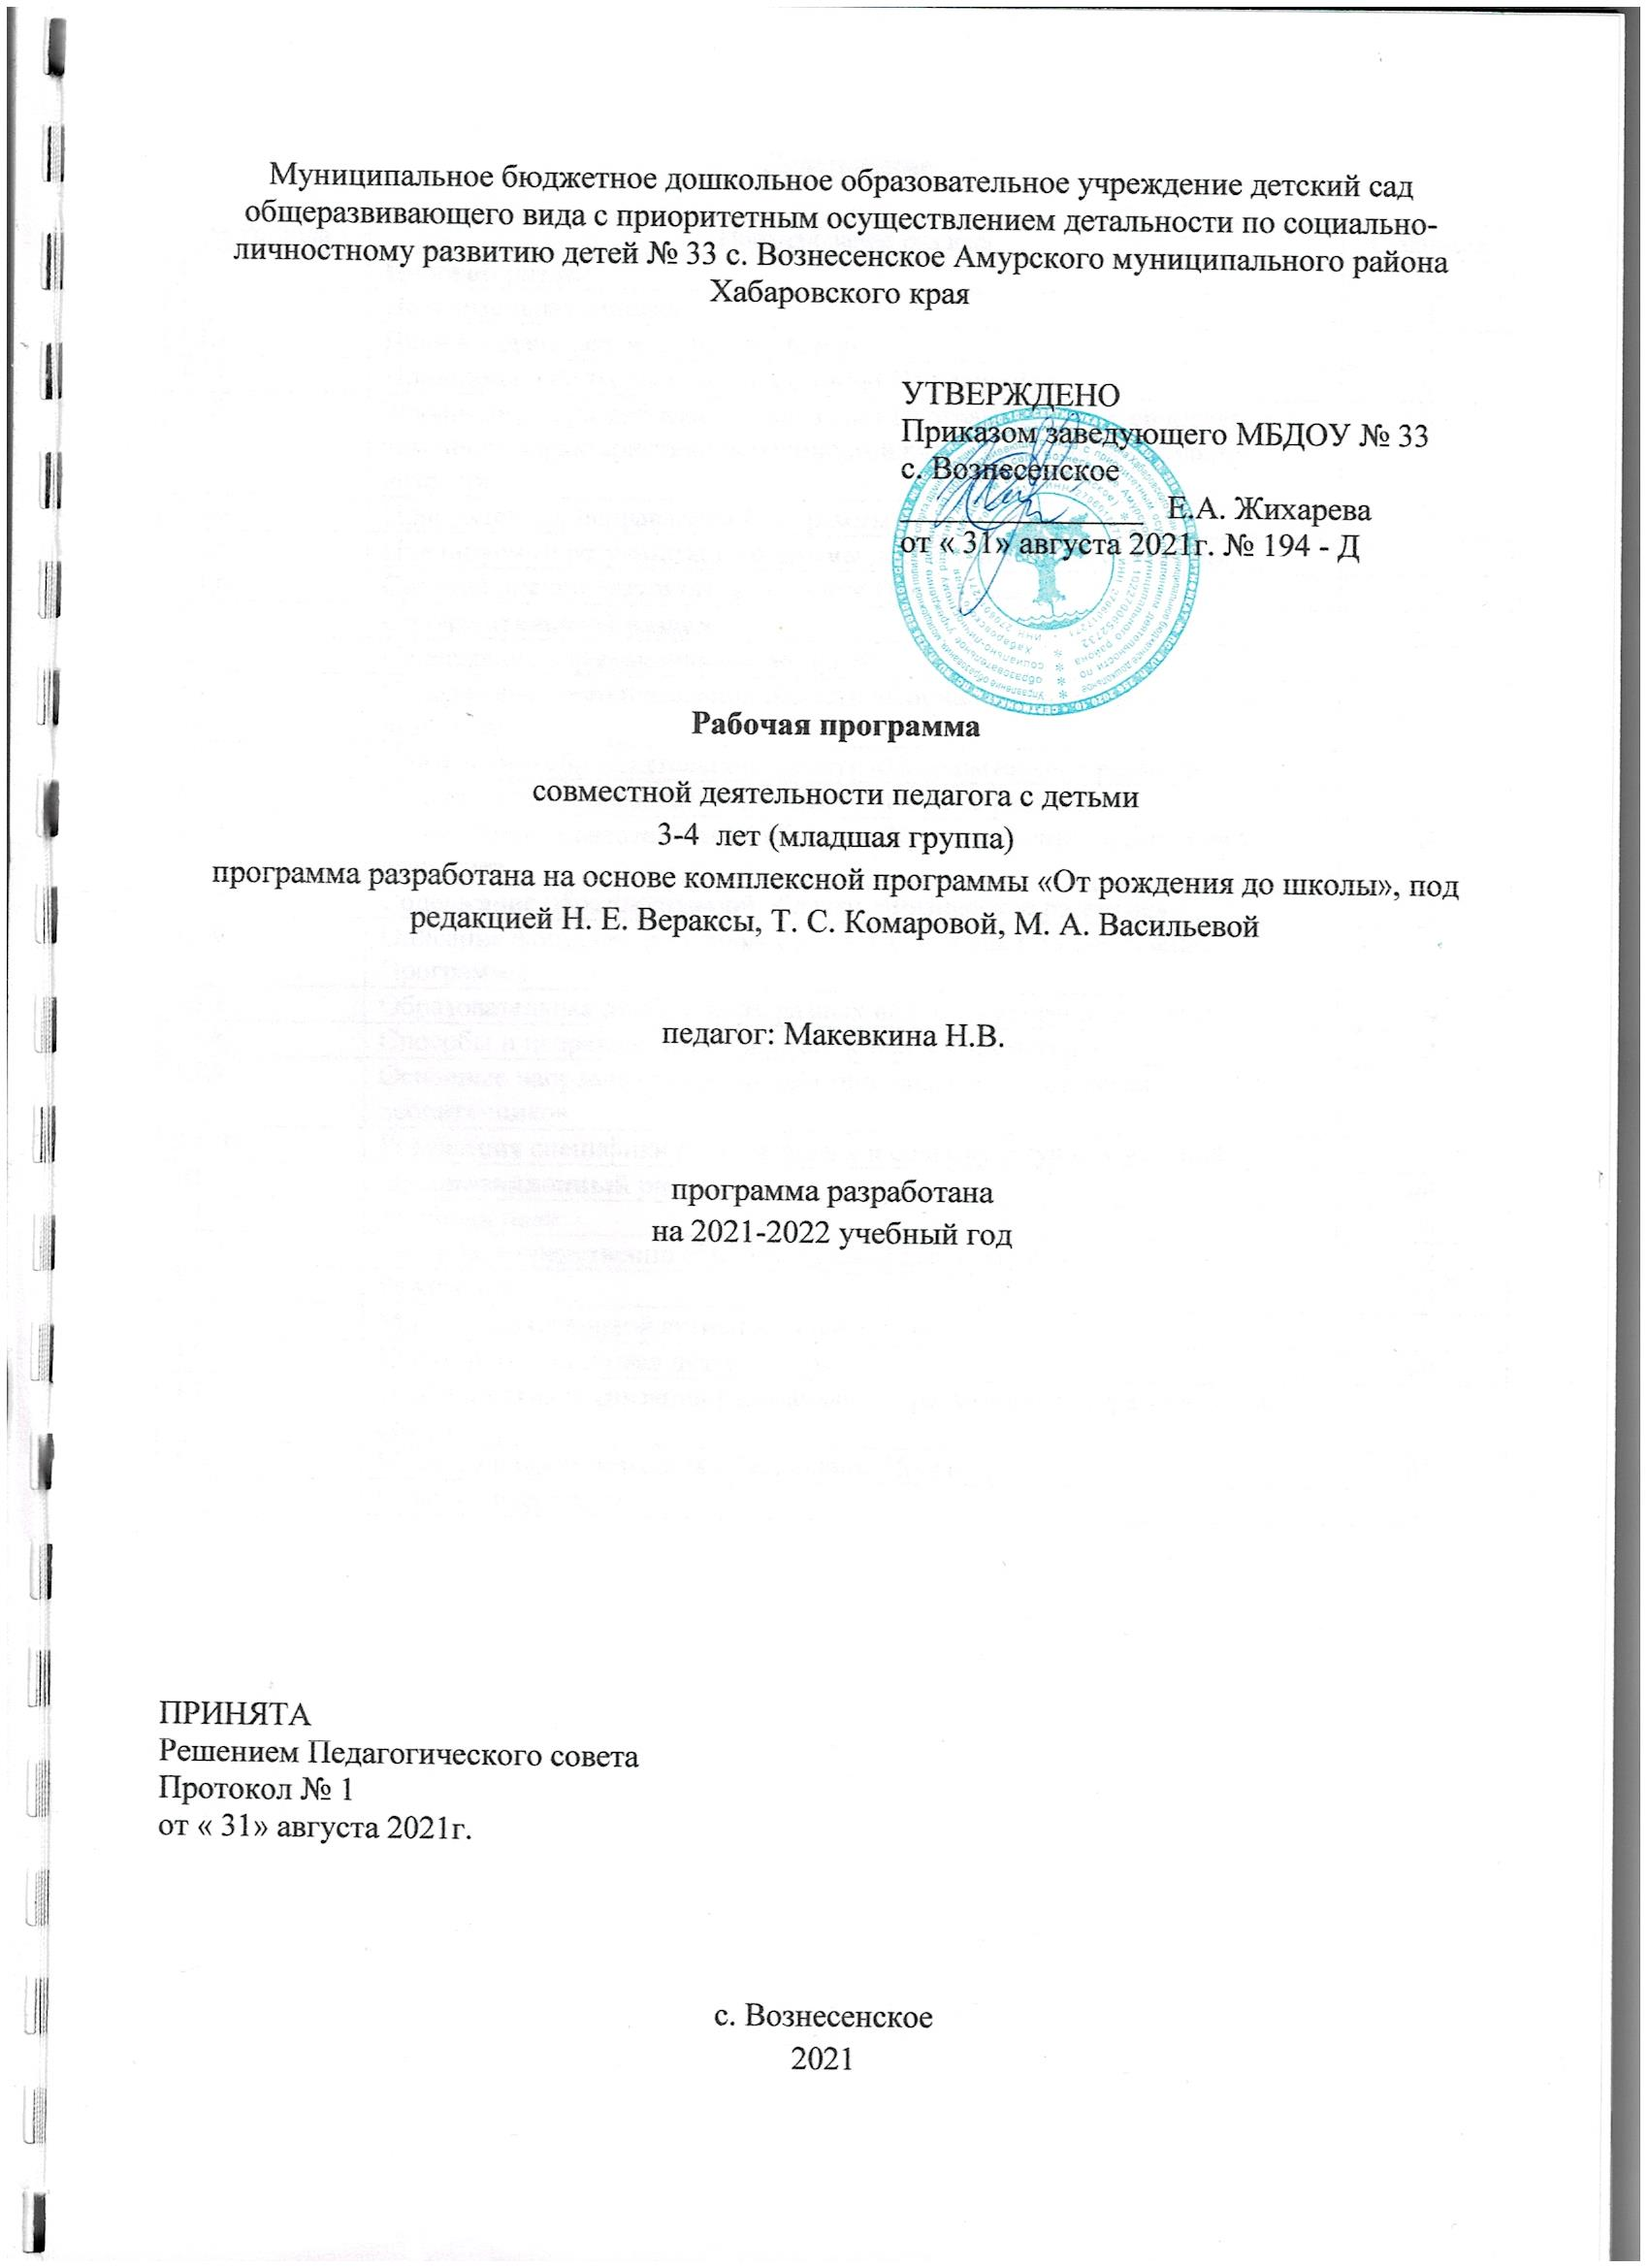 Муниципальное бюджетное дошкольное образовательное учреждение детский сад
общеразвивающего вида с приоритетным осуществлением детальности по социально-
личностному развитию детей № 33 с. Вознесенское Амурского муниципального района
Хабаровского края
УТВЕРЖДЕНО
Приказом заведующего МБДОУ № 33
с. Вознесенское
Е.А. Жихарева
от « 31» августа 2021г. № 194 - Д
Рабочая программа
совместной деятельности педагога с детьми
3-4 лет (младшая группа)
программа разработана на основе комплексной программы «От рождения до школы», под
редакцией Н. Е. Вераксы, Т. С. Комаровой, М. А. Васильевой
педагог: Макевкина Н.В.
программа разработана
на 2021-2022 учебный год
ПРИНЯТА
Решением Педагогического совета
Протокол № 1
от « 31» августа 2021г.
с. Вознесенское
2021